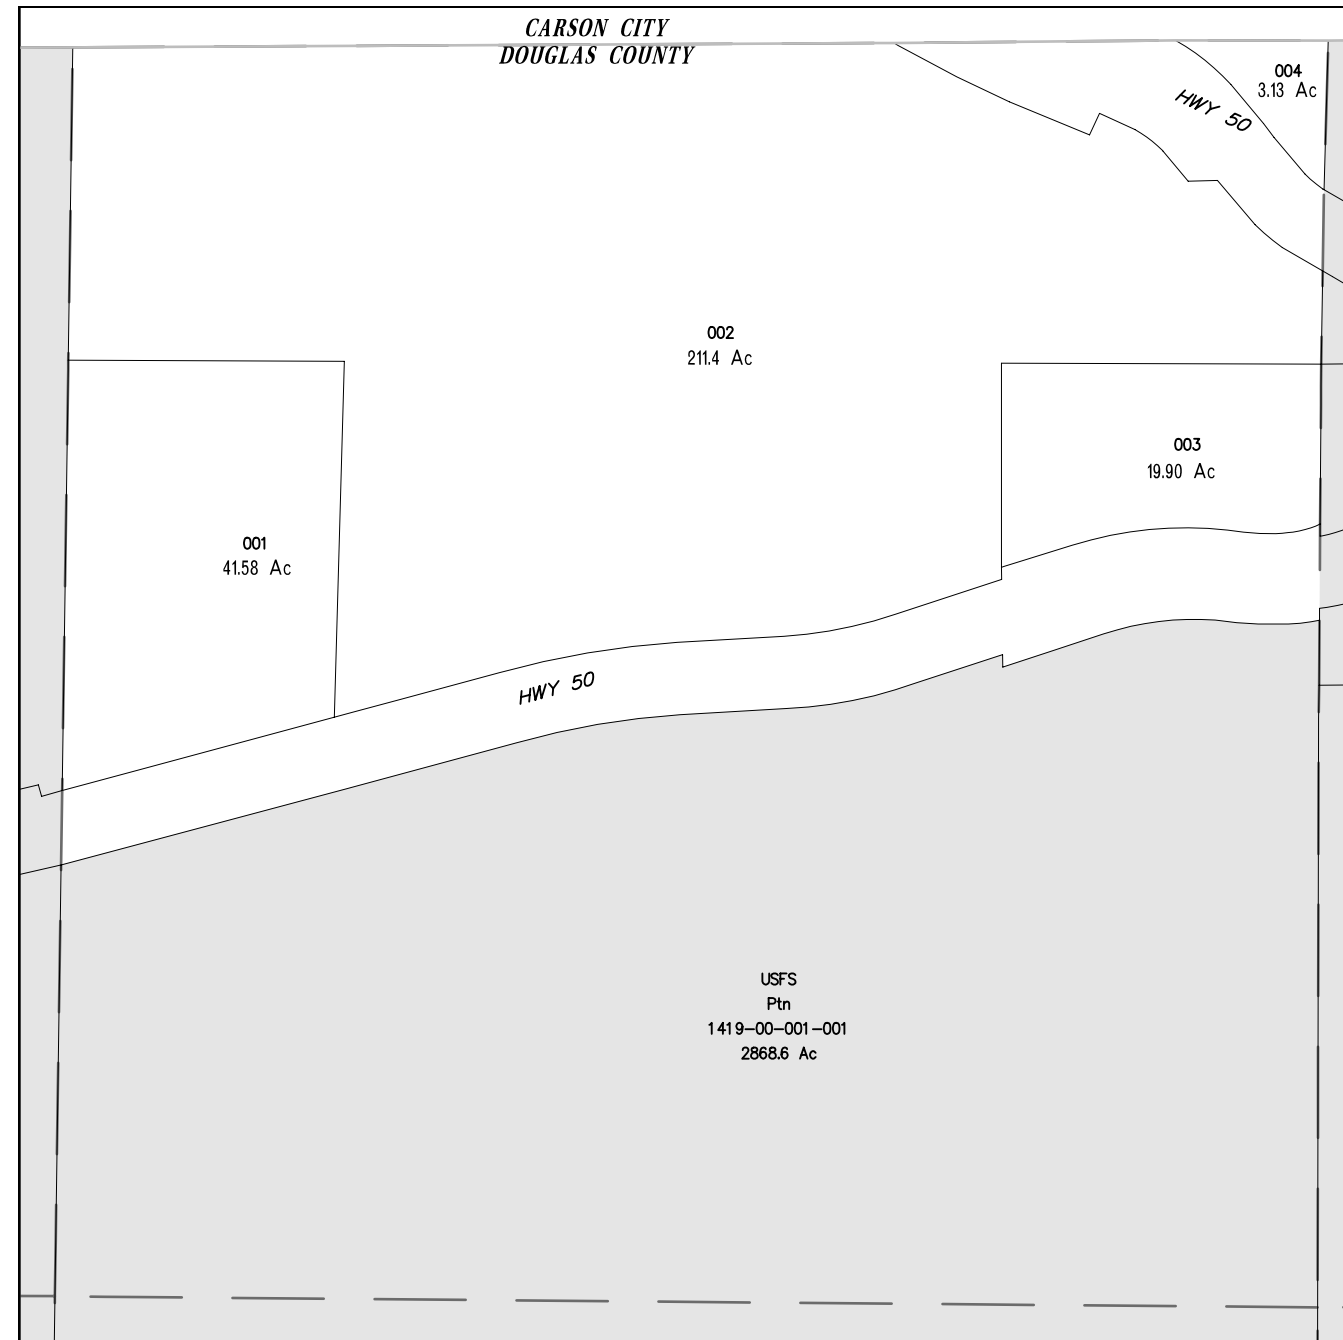 CARSON CITY
DOUGLAS COUNTY
004
3.13 Ac
HWY 50
002
211.4 Ac
003
19.90 Ac
001
41.58 Ac
HWY 50
USFS
Ptn
1419-00-001-001
2868.6 Ac